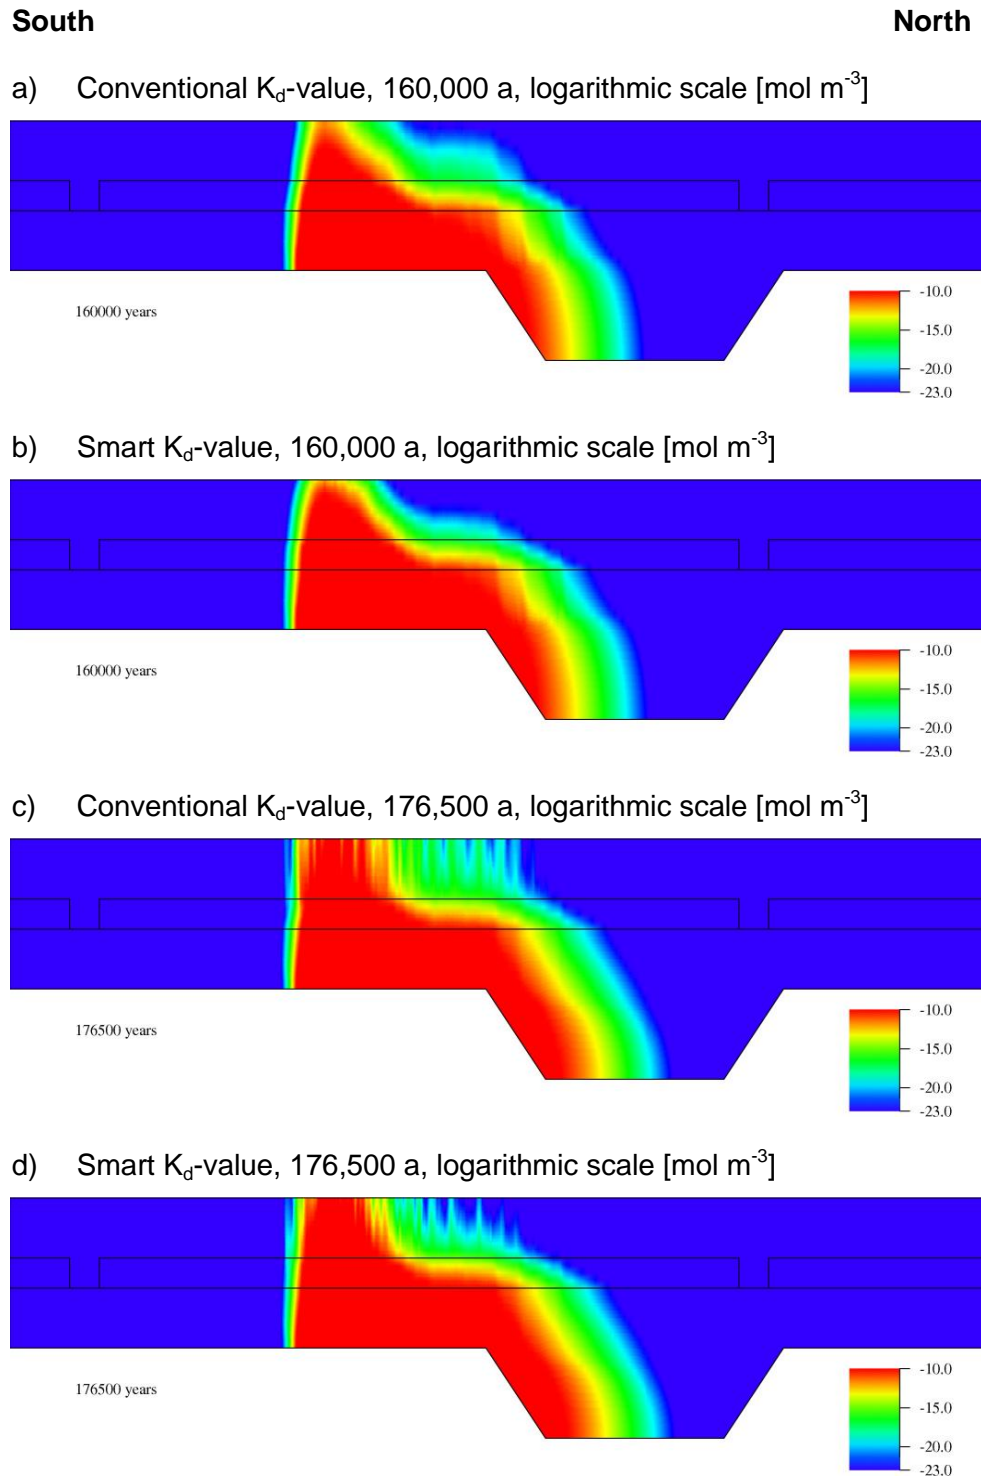 South North
a) Conventional Kd-value, 160,000 a, logarithmic scale [mol m-3]
160000 years
-10.0
-15.0
-20.0
-23.0
b) Smart Kd-value, 160,000 a, logarithmic scale [mol m-3]
160000 years
-10.0
-15.0
-20.0
-23.0
c) Conventional Kd-value, 176,500 a, logarithmic scale [mol m-3]
176500 years
-10.0
-15.0
-20.0
-23.0
d) Smart Kd-value, 176,500 a, logarithmic scale [mol m-3]
176500 years
-10.0
-15.0
-20.0
-23.0